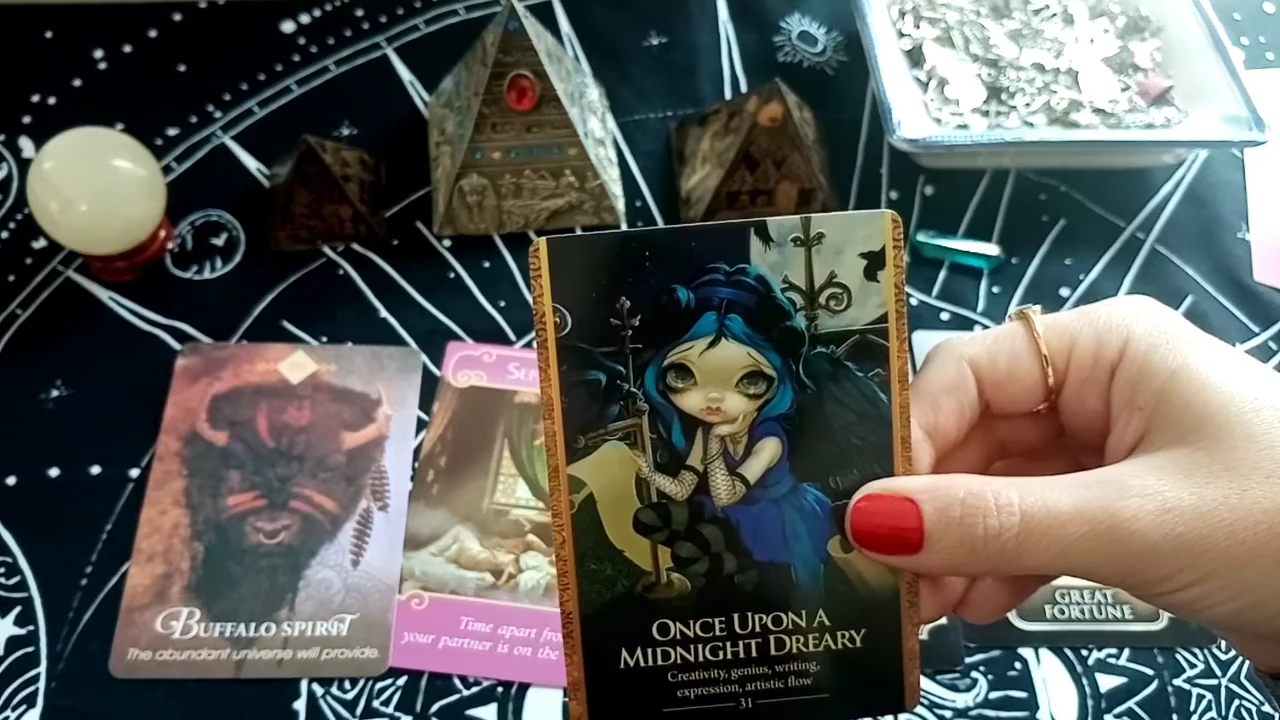 BUFFALO SPIRIT
The abundant universe will provide.
Time apart
your partner is on the
ONCE UPON A
MIDNIGHT DREARY
Creativity, genius, writing,
expression, artistic flow
31
GREAT
FORTUNE